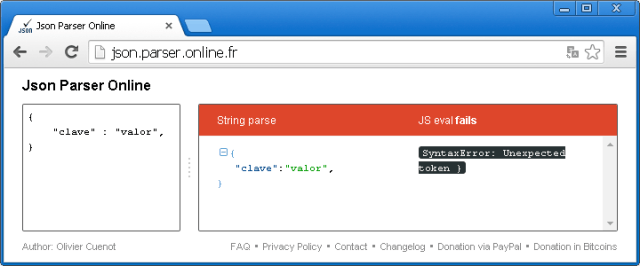 JSON
Json Parser Online
json.parser.online.fr
Json Parser Online
{
"clave" : "valor",
}
String parse
JS eval fails
{
"clave":"valor",
}
SyntaxError: Unexpected
token }
Author: Olivier Cuenot
FAQ • Privacy Policy • Contact • Changelog • Donation via PayPal • Donation in Bitcoins